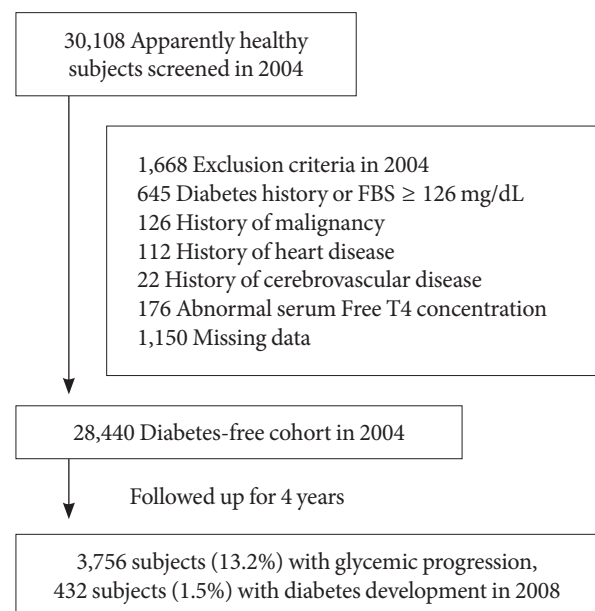 30,108 Apparently healthy
subjects screened in 2004
1,668 Exclusion criteria in 2004
645 Diabetes history or FBS ≥ 126 mg/dL
126 History of malignancy
112 History of heart disease
22 History of cerebrovascular disease
176 Abnormal serum Free T4 concentration
1,150 Missing data
28,440 Diabetes-free cohort in 2004
Followed up for 4 years
3,756 subjects (13.2%) with glycemic progression,
432 subjects (1.5%) with diabetes development in 2008